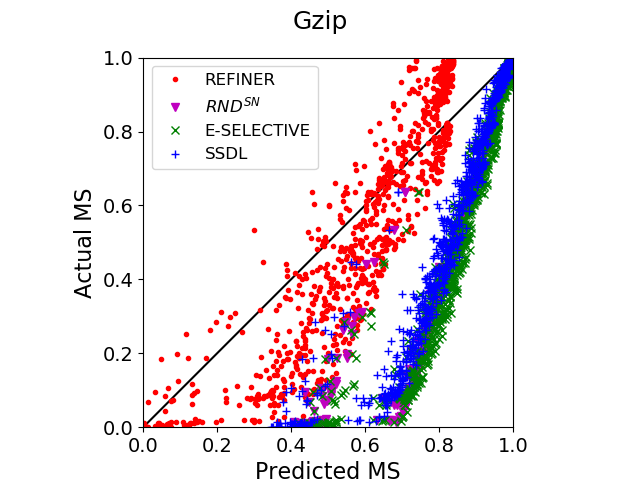 Gzip
1.0
0.8
0.6
0.4
0.2
0.0
Actual MS
REFINER
RND^SN
E-SELECTIVE
SSDL
0.0 0.2 0.4 0.6 0.8 1.0
Predicted MS